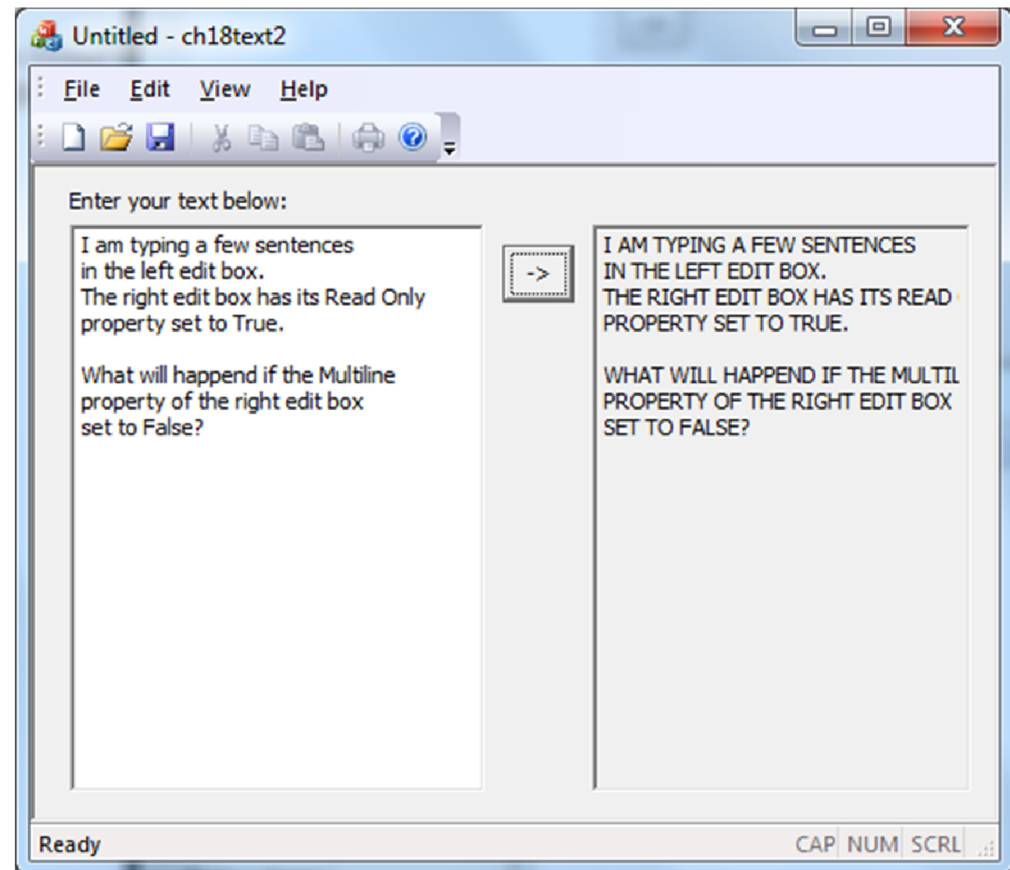 Untitled - ch18text2
File Edit View Help
Enter your text below:
I am typing a few sentences
in the left edit box.
The right edit box has its Read Only
property set to True.
What will happend if the Multiline
property of the right edit box
set to False?
->
I AM TYPING A FEW SENTENCES
IN THE LEFT EDIT BOX.
THE RIGHT EDIT BOX HAS ITS READ
PROPERTY SET TO TRUE.
WHAT WILL HAPPEND IF THE MULTIL
PROPERTY OF THE RIGHT EDIT BOX
SET TO FALSE?
Ready CAP NUM SCRL